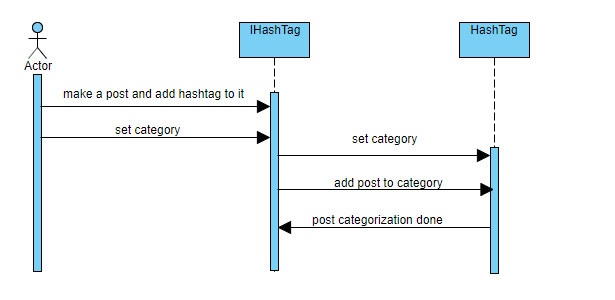 IHashTag
HashTag
Actor
make a post and add hashtag to it
set category
set category
add post to category
post categorization done